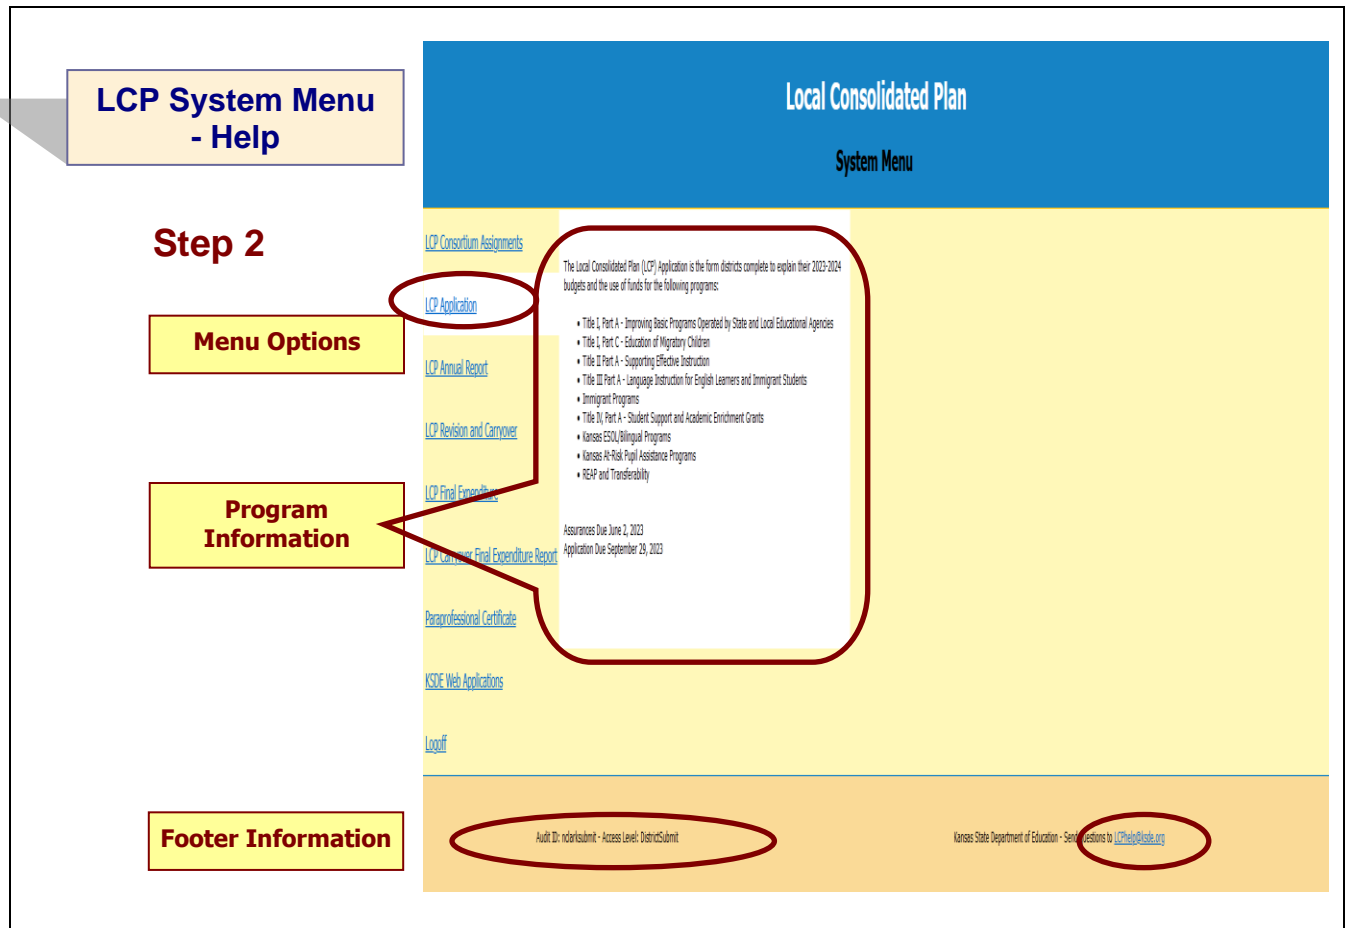 LCP System Menu
- Help
Local Consolidated Plan
System Menu
Step 2
Menu Options
Program
Information
Footer Information
LCP Consortium Assignments
LCP Application
LCP Annual Report
LCP Revision and Carryover
LCP Final Expenditure
LCP Carryover Final Expenditure Report
Paraprofessional Certificate
KSDE Web Applications
Logoff
The Local Consolidated Plan (LCP) Application is the form districts complete to explain their 2023-2024
budgets and the use of funds for the following programs:
• Title I, Part A - Improving Basic Programs Operated by State and Local Educational Agencies
• Title I, Part C - Education of Migratory Children
• Title II Part A - Supporting Effective Instruction
• Title III Part A - Language Instruction for English Learners and Immigrant Students
• Immigrant Programs
• Title IV, Part A - Student Support and Academic Enrichment Grants
• Kansas ESOL/Bilingual Programs
• Kansas At-Risk Pupil Assistance Programs
• REAP and Transferability
Assurances Due June 2, 2023
Application Due September 29, 2023
Audit ID: nclarksubmit - Access Level: DistrictSubmit
Kansas State Department of Education - Send questions to LCPhelp@ksde.org